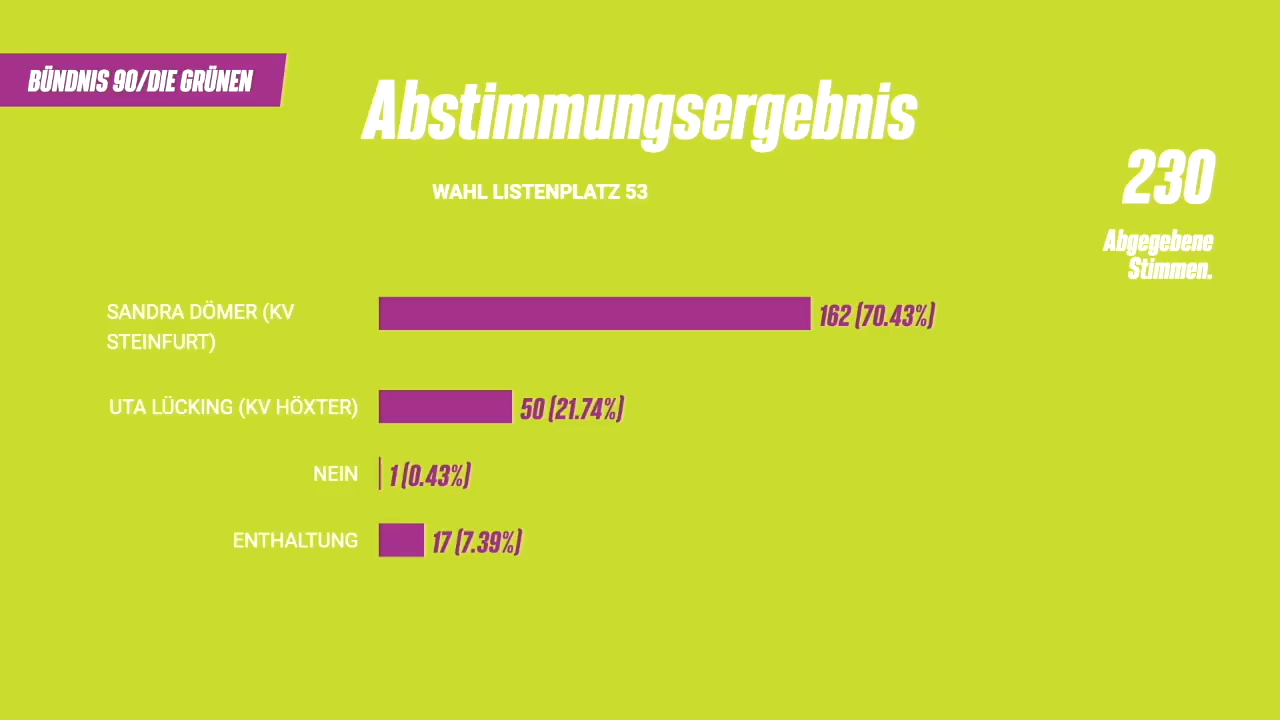 BÜNDNIS 90/DIE GRÜNEN
Abstimmungsergebnis
WAHL LISTENPLATZ 53
230
Abgegebene
Stimmen.
SANDRA DÖMER (KV
STEINFURT)
162 (70.43%)
UTA LÜCKING (KV HÖXTER)
50 (21.74%)
NEIN
1 (0.43%)
ENTHALTUNG
17 (7.39%)